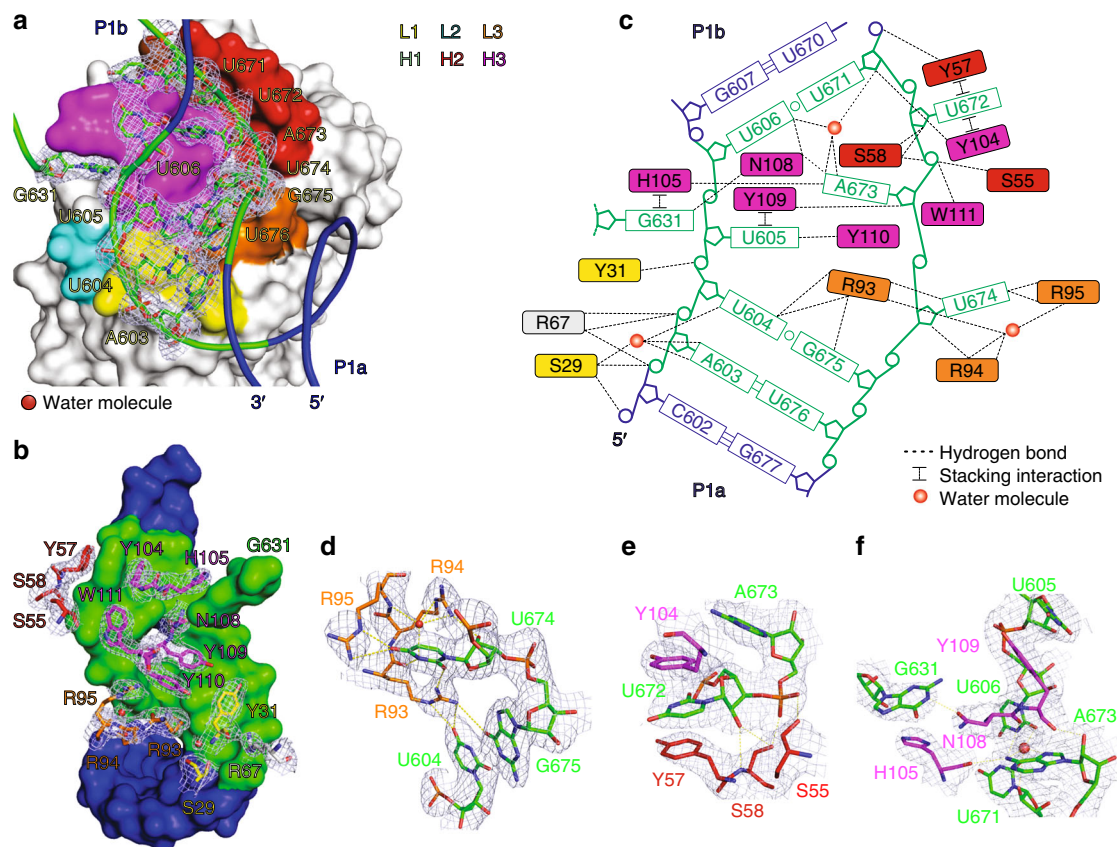 a
P1b
L1 L2 L3
H1 H2 H3
U671
U672
A673
U606
U674
G631
G675
U605
U676
U604
A603
P1a
Water molecule
3′ 5′
b
Y57
Y104
H105
G631
S58
W111
S55
N108
Y109
Y110
R95
Y31
R94
R93
R67
S29
c
P1b
G607 U670
Y57
U671
U672
U606
Y104
N108
S58
H105
A673
S55
Y109
G631
W111
U605
Y110
Y31
R93
U674
R95
R67
U604
G675
R94
S29
A603
U676
C602
5′
G677
P1a
Hydrogen bond
Stacking interaction
Water molecule
d
R94
R95
U674
R93
U604
G675
e
A673
Y104
U672
Y57
S55
S58
f
U605
Y109
G631
U606
A673
N108
H105
U671